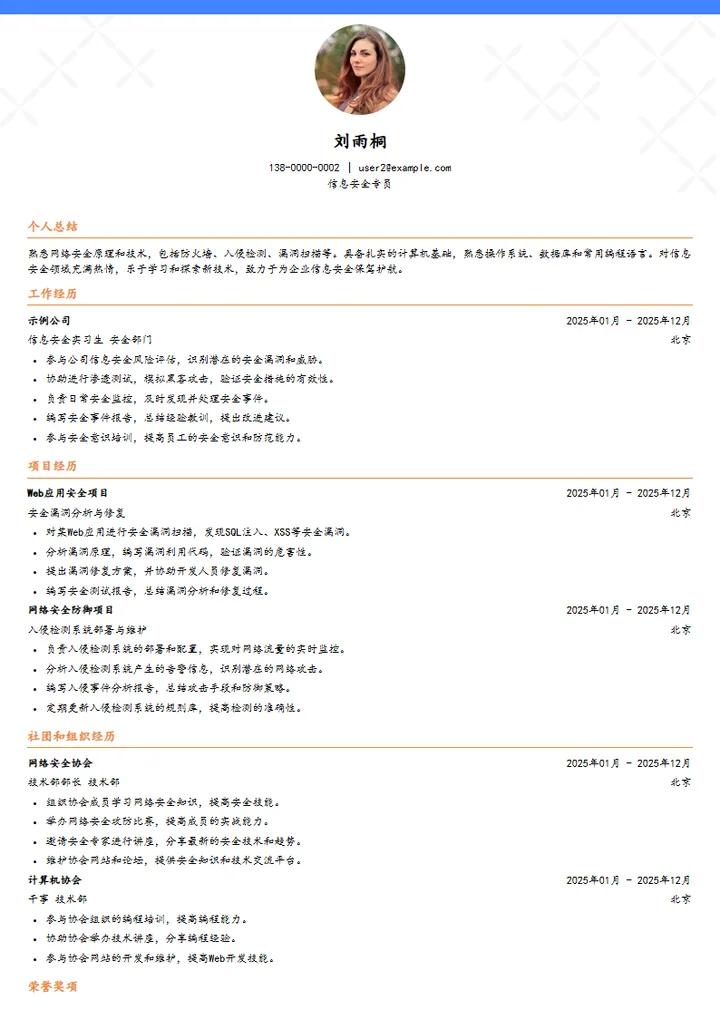 刘雨桐
138-0000-0002 | user2@example.com
信息安全专员
个人总结
熟悉网络安全原理和技术，包括防火墙、入侵检测、漏洞扫描等。具备扎实的计算机基础，熟悉操作系统、数据库和常用编程语言。对信息
安全领域充满热情，乐于学习和探索新技术，致力于为企业信息安全保驾护航。
工作经历
示例公司 2025年01月 - 2025年12月
信息安全实习生 安全部门 北京
• 参与公司信息安全风险评估，识别潜在的安全漏洞和威胁。
• 协助进行渗透测试，模拟黑客攻击，验证安全措施的有效性。
• 负责日常安全监控，及时发现并处理安全事件。
• 编写安全事件报告，总结经验教训，提出改进建议。
• 参与安全意识培训，提高员工的安全意识和防范能力。
项目经历
Web应用安全项目 2025年01月 - 2025年12月
安全漏洞分析与修复 北京
• 对某Web应用进行安全漏洞扫描，发现SQL注入、XSS等安全漏洞。
• 分析漏洞原理，编写漏洞利用代码，验证漏洞的危害性。
• 提出漏洞修复方案，并协助开发人员修复漏洞。
• 编写安全测试报告，总结漏洞分析和修复过程。
网络安全防御项目 2025年01月 - 2025年12月
入侵检测系统部署与维护 北京
• 负责入侵检测系统的部署和配置，实现对网络流量的实时监控。
• 分析入侵检测系统产生的告警信息，识别潜在的网络攻击。
• 编写入侵事件分析报告，总结攻击手段和防御策略。
• 定期更新入侵检测系统的规则库，提高检测的准确性。
社团和组织经历
网络安全协会 2025年01月 - 2025年12月
技术部部长 技术部 北京
• 组织协会成员学习网络安全知识，提高安全技能。
• 举办网络安全攻防比赛，提高成员的实战能力。
• 邀请安全专家进行讲座，分享最新的安全技术和趋势。
• 维护协会网站和论坛，提供安全知识和技术交流平台。
计算机协会 2025年01月 - 2025年12月
干事 技术部 北京
• 参与协会组织的编程培训，提高编程能力。
• 协助协会举办技术讲座，分享编程经验。
• 参与协会网站的开发和维护，提高Web开发技能。
荣誉奖项